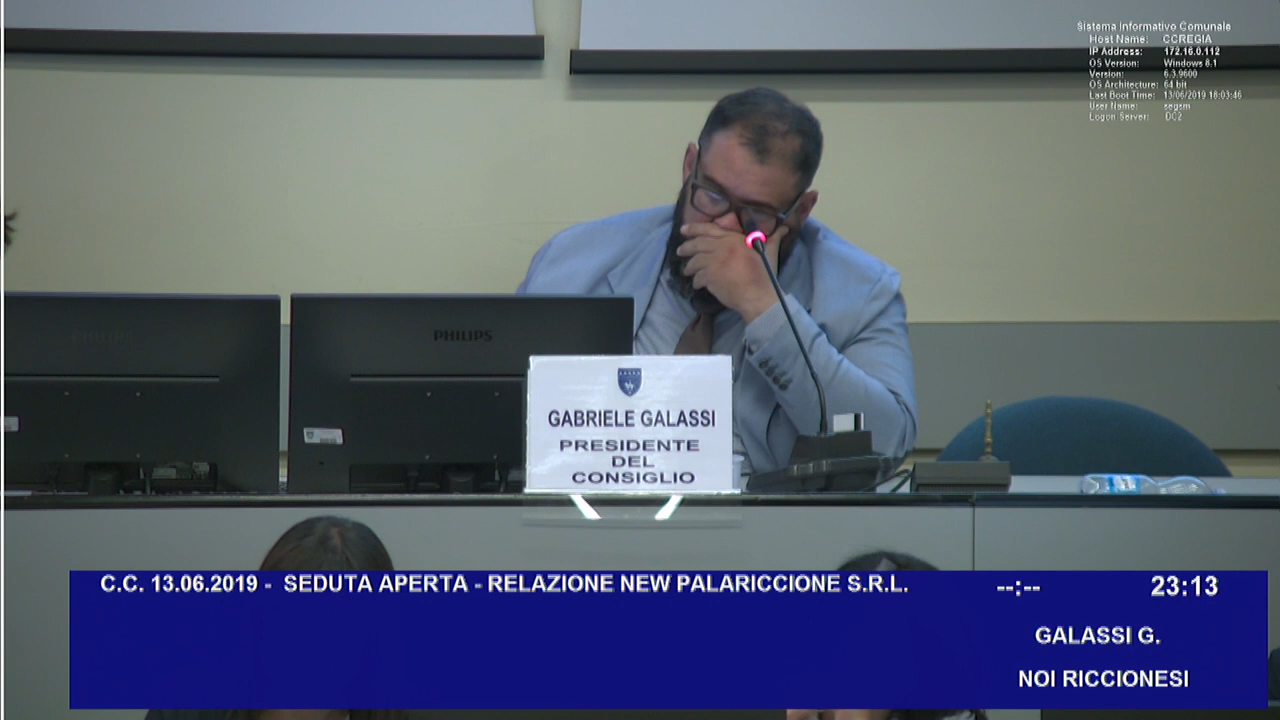 Sistema Informativo Comunale
Host Name: CCREGIA
IP Address: 172.16.0.112
OS Version: Windows 8.1
Version: 6.3.9600
OS Architecture: 64 bit
Last Boot Time: 13/06/2019 18:03:46
User Name: segsm
Logon Server: DC2
PHILIPS
PHILIPS
GABRIELE GALASSI
PRESIDENTE
DEL
CONSIGLIO
C.C. 13.06.2019 - SEDUTA APERTA - RELAZIONE NEW PALARICCIONE S.R.L. --:-- 23:13
GALASSI G.
NOI RICCIONESI